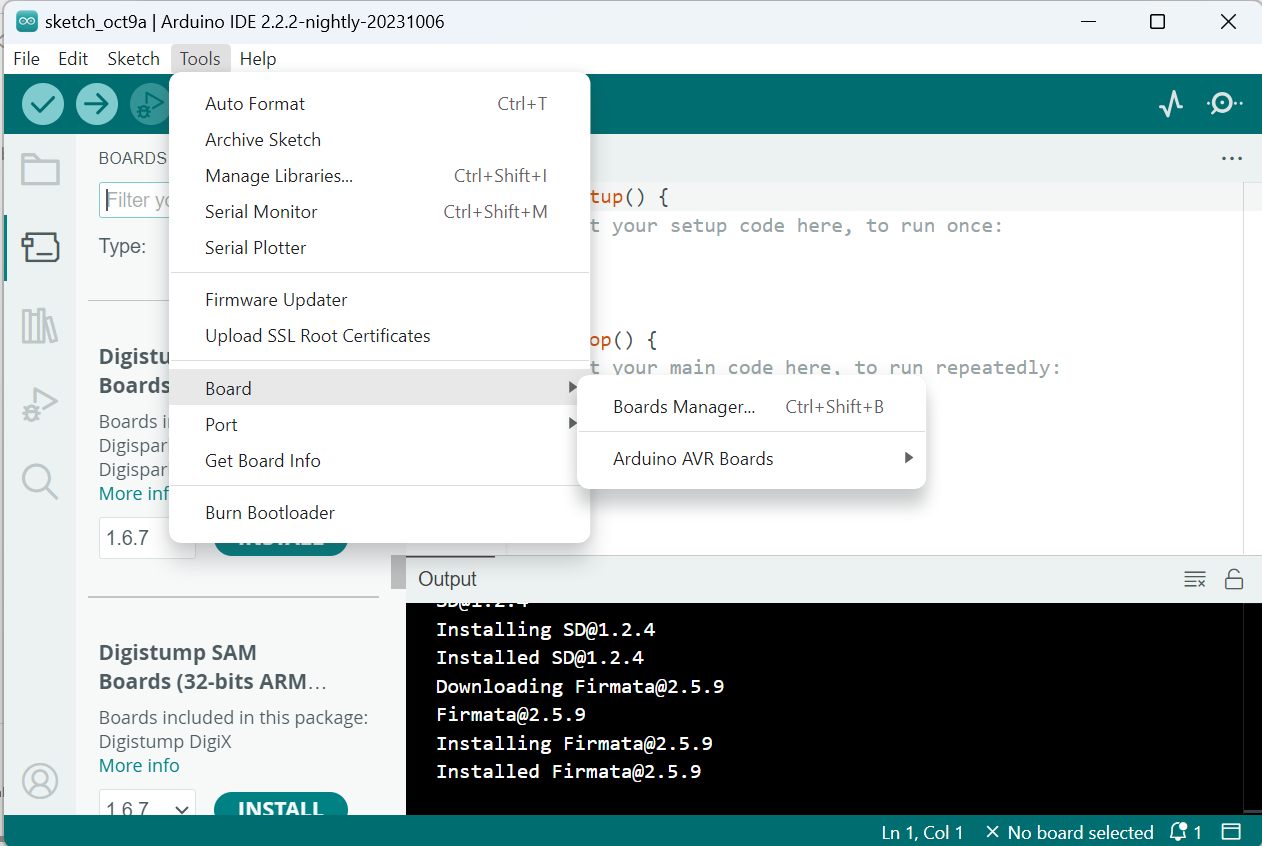 sketch_oct9a | Arduino IDE 2.2.2-nightly-20231006
File Edit Sketch Tools Help
Auto Format Ctrl+T
Archive Sketch
Manage Libraries... Ctrl+Shift+I
Serial Monitor Ctrl+Shift+M
Serial Plotter
Firmware Updater
Upload SSL Root Certificates
Board
Port
Get Board Info
Burn Bootloader
Boards Manager... Ctrl+Shift+B
Arduino AVR Boards
BOARDS
Filter yo
Type:
Digistu
Boards
Boards i
Digispar
Digispar
More inf
1.6.7 INSTALL
Digistump SAM
Boards (32-bits ARM...
Boards included in this package:
Digistump DigiX
More info
1.6.7 INSTALL
tup() {
t your setup code here, to run once:
op() {
t your main code here, to run repeatedly:
Output
SD@1.2.4
Installing SD@1.2.4
Installed SD@1.2.4
Downloading Firmata@2.5.9
Firmata@2.5.9
Installing Firmata@2.5.9
Installed Firmata@2.5.9
Ln 1, Col 1 × No board selected 1